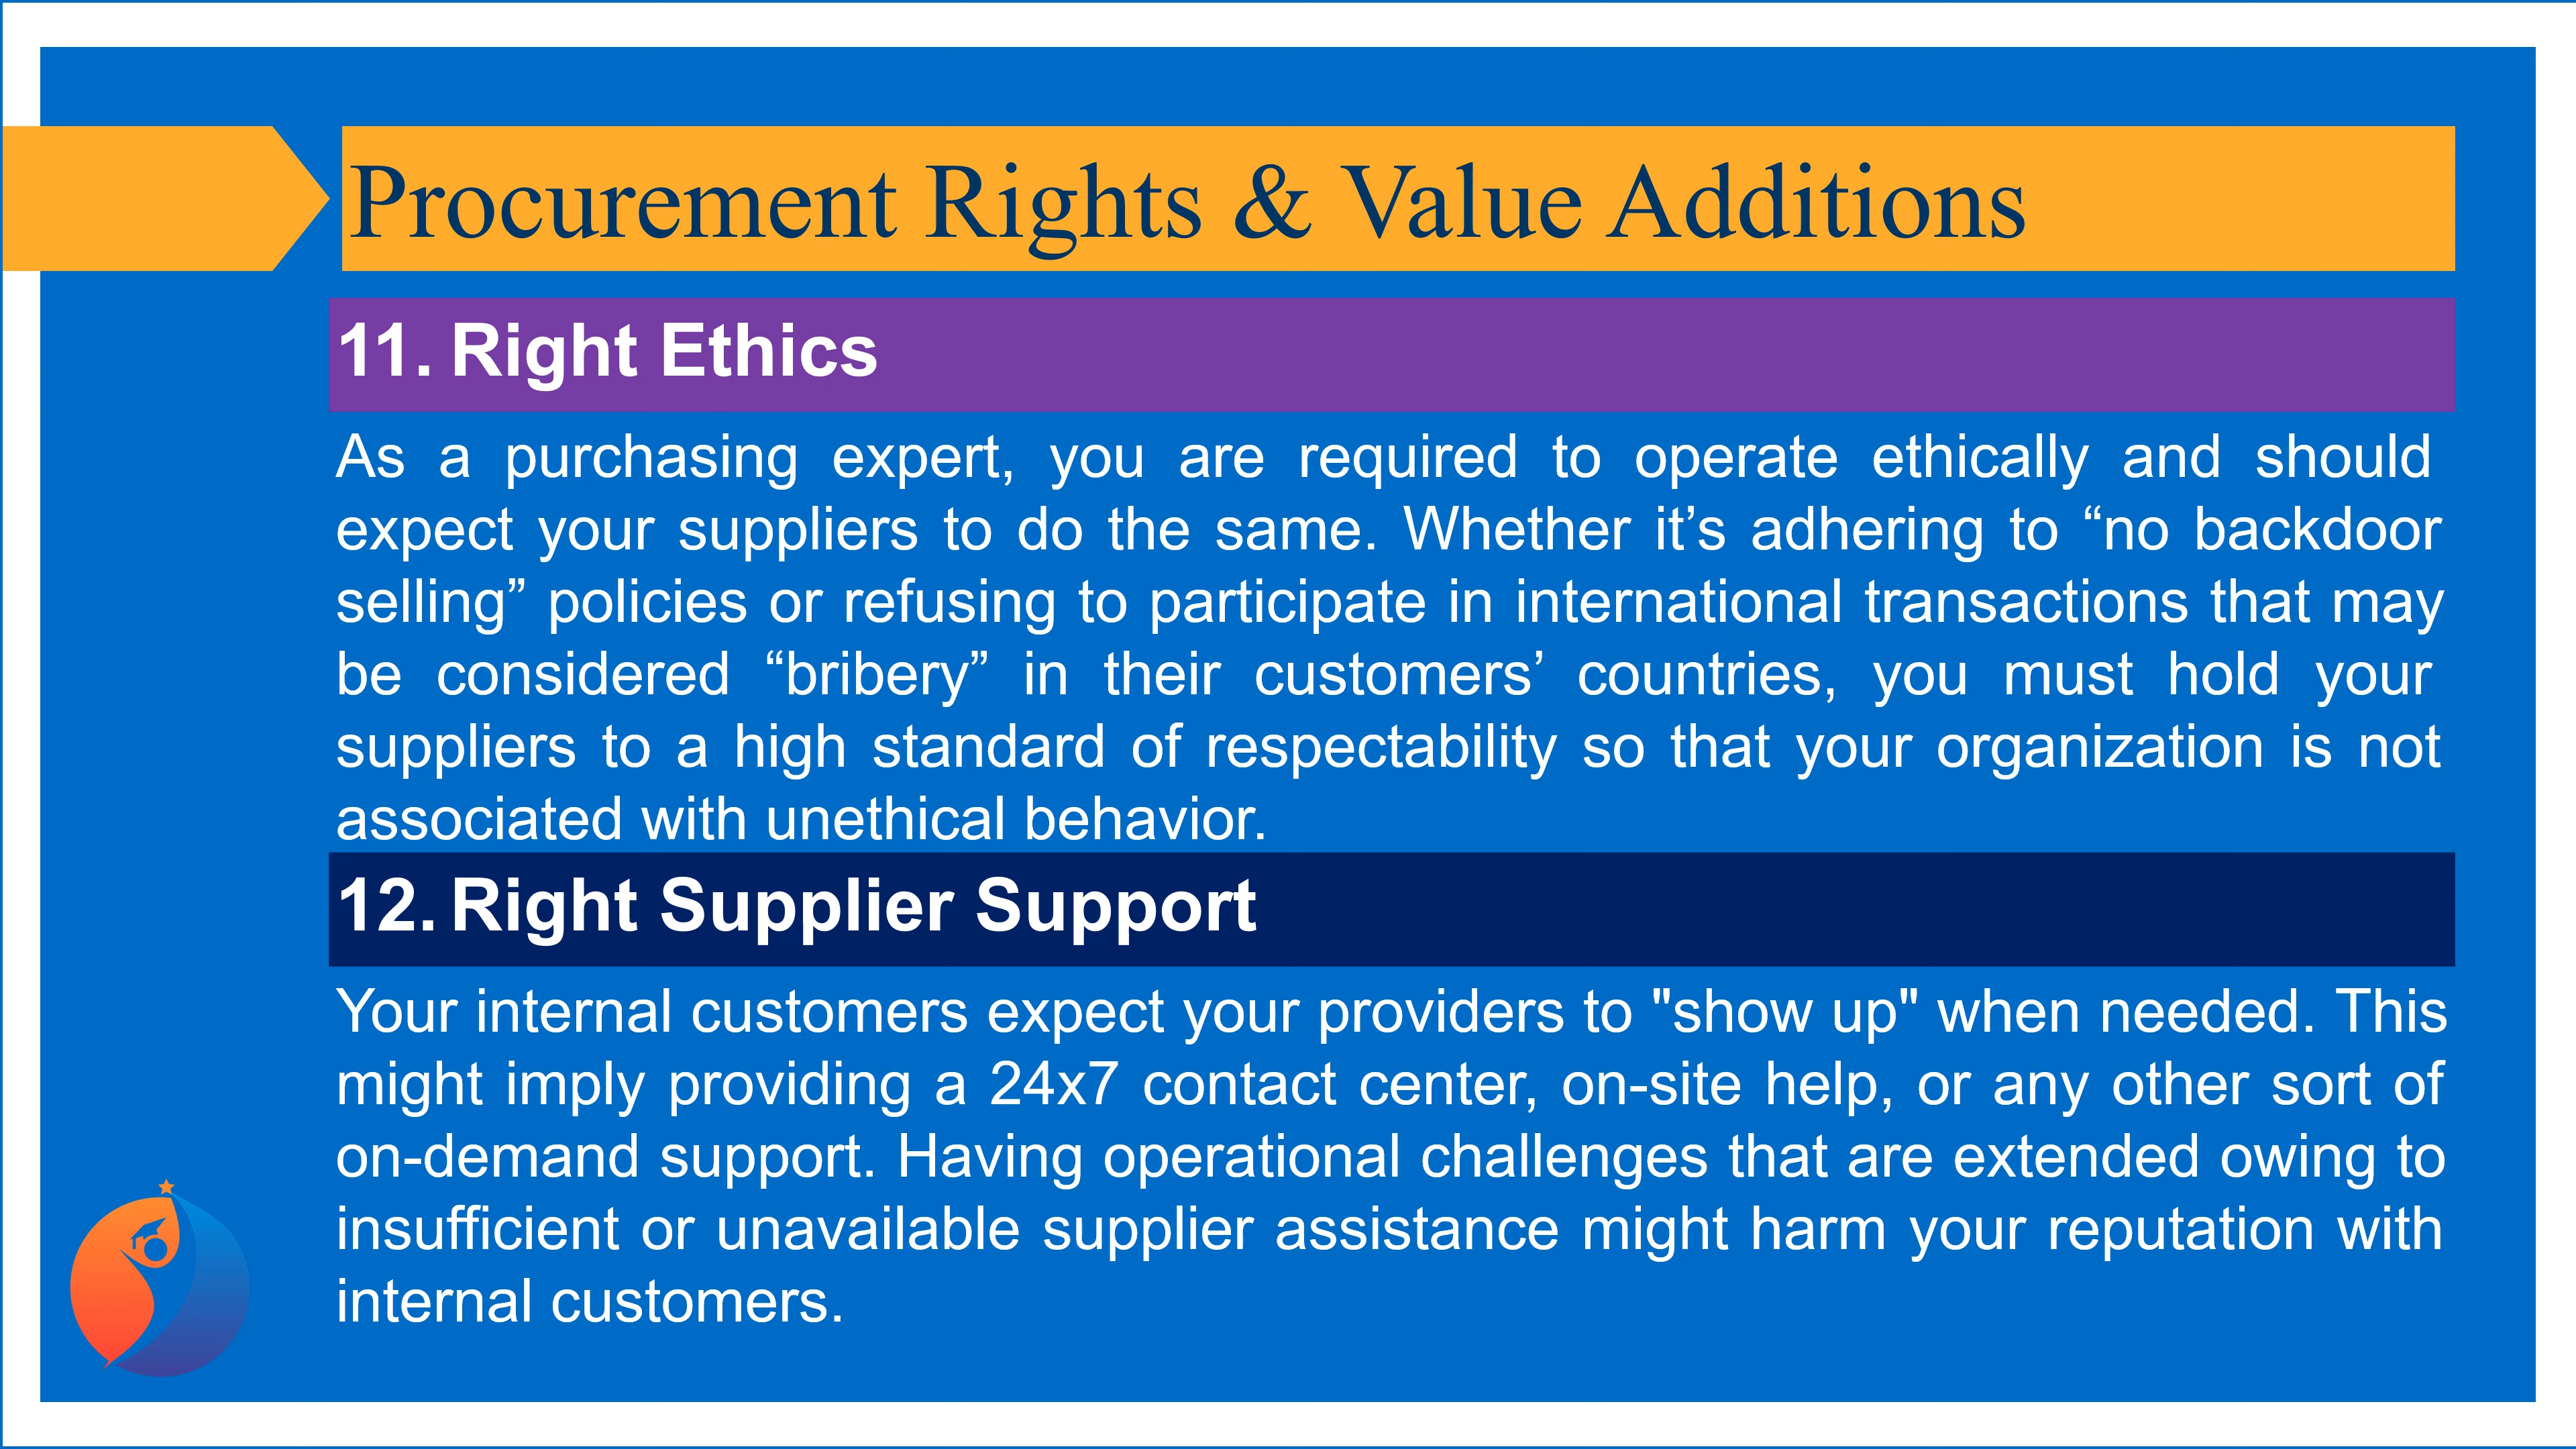 Procurement Rights & Value Additions
11. Right Ethics
As a purchasing expert, you are required to operate ethically and should
expect your suppliers to do the same. Whether it’s adhering to “no backdoor
selling” policies or refusing to participate in international transactions that may
be considered “bribery” in their customers’ countries, you must hold your
suppliers to a high standard of respectability so that your organization is not
associated with unethical behavior.
12. Right Supplier Support
Your internal customers expect your providers to "show up" when needed. This
might imply providing a 24x7 contact center, on-site help, or any other sort of
on-demand support. Having operational challenges that are extended owing to
insufficient or unavailable supplier assistance might harm your reputation with
internal customers.